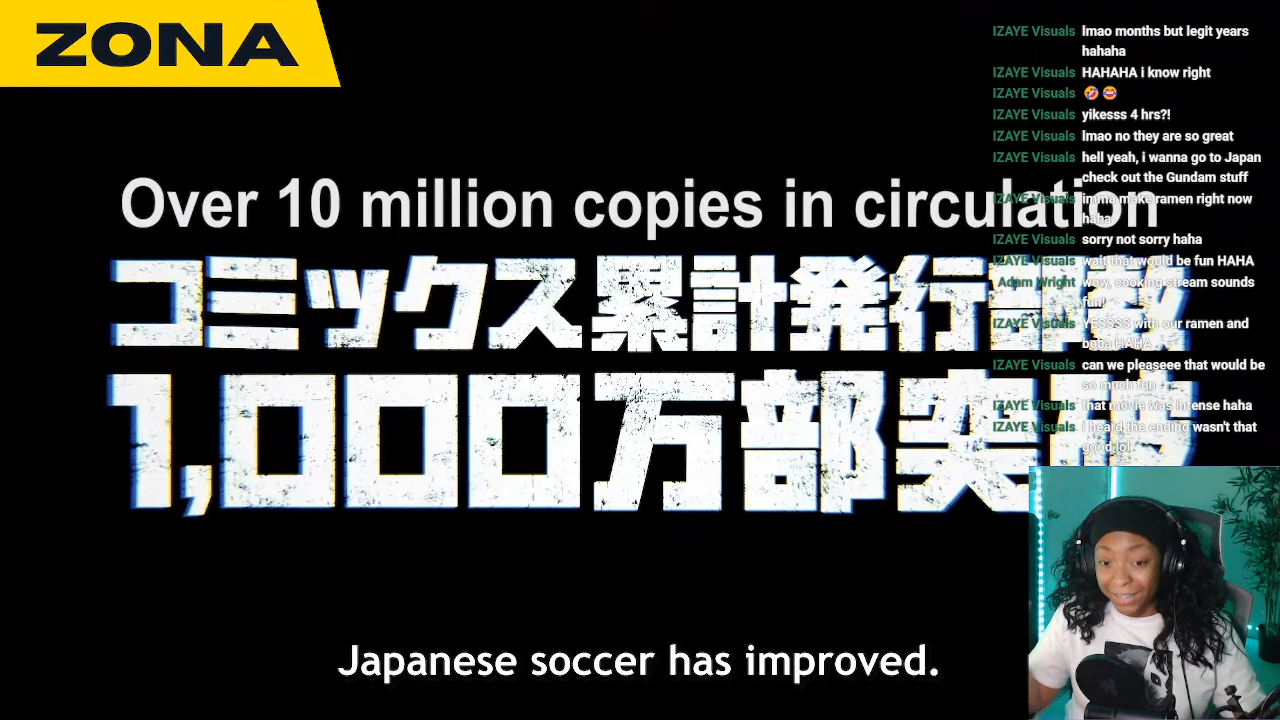 ZONA
Over 10 million copies in circulation
コミックス累計発行部数
1,000万部突破
Japanese soccer has improved.
IZAYE Visuals lmao months but legit years
hahaha
IZAYE Visuals HAHAHA i know right
IZAYE Visuals 🤣 😂
IZAYE Visuals yikesss 4 hrs?!
IZAYE Visuals lmao no they are so great
IZAYE Visuals hell yeah, i wanna go to Japan
check out the Gundam stuff
IZAYE Visuals imma make ramen right now
haha
IZAYE Visuals sorry not sorry haha
IZAYE Visuals wait that would be fun HAHA
Adam Wright wow, cooking stream sounds
fun!
IZAYE Visuals YESSSS with our ramen and
IZAYE Visuals can we pleaseee that would be
so much fun
IZAYE Visuals that movie was intense haha
IZAYE Visuals i heard the ending wasn't that
good lol